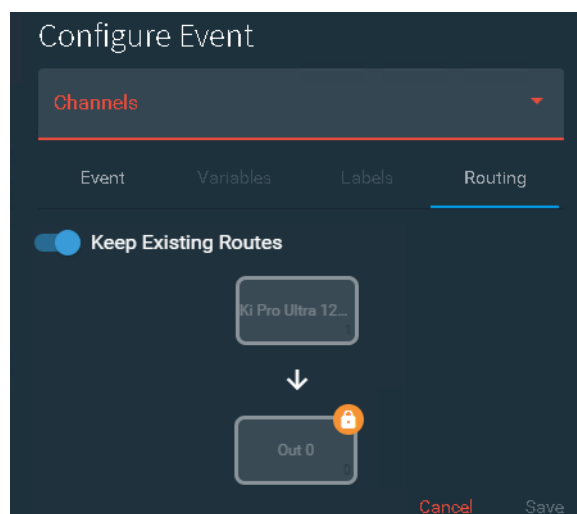 Configure Event
Channels
Event Variables Labels Routing
Keep Existing Routes
Ki Pro Ultra 12...
1
Out 0
0
Cancel Save